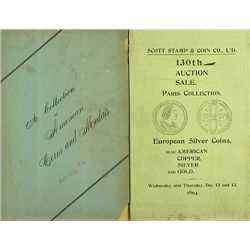 A Collection
of
American
Coins and Medals.
SCOTT STAMP & COIN CO., L'D.
130th
AUCTION
SALE.
PARIS COLLECTION.
European Silver Coins,
ALSO AMERICAN
COPPER,
SILVER
AND GOLD.
Wednesday and Thursday, Dec. 12 and 13,
1894.